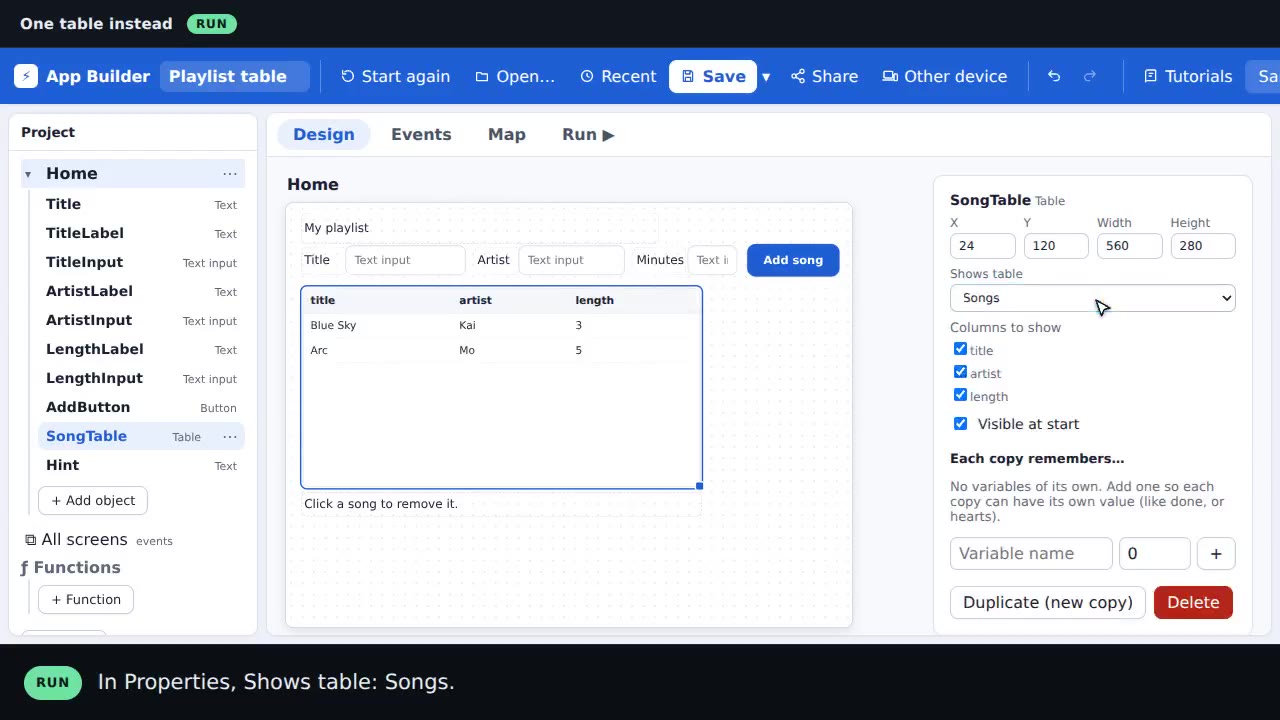 One table instead RUN
App Builder Playlist table Start again Open... Recent Save ▾ Share Other device Tutorials
Project
Design Events Map Run ▶
Home ...
Title Text
TitleLabel Text
TitleInput Text input
ArtistLabel Text
ArtistInput Text input
LengthLabel Text
LengthInput Text input
AddButton Button
SongTable Table ...
Hint Text
+ Add object
All screens events
ƒ Functions
+ Function
Home
My playlist
Title Text input Artist Text input Minutes Text i Add song
title artist length
Blue Sky Kai 3
Arc Mo 5
Click a song to remove it.
SongTable Table
X Y Width Height
24 120 560 280
Shows table
Songs
Columns to show
title
artist
length
Visible at start
Each copy remembers...
No variables of its own. Add one so each
copy can have its own value (like done, or
hearts).
Variable name 0 +
Duplicate (new copy) Delete
RUN In Properties, Shows table: Songs.